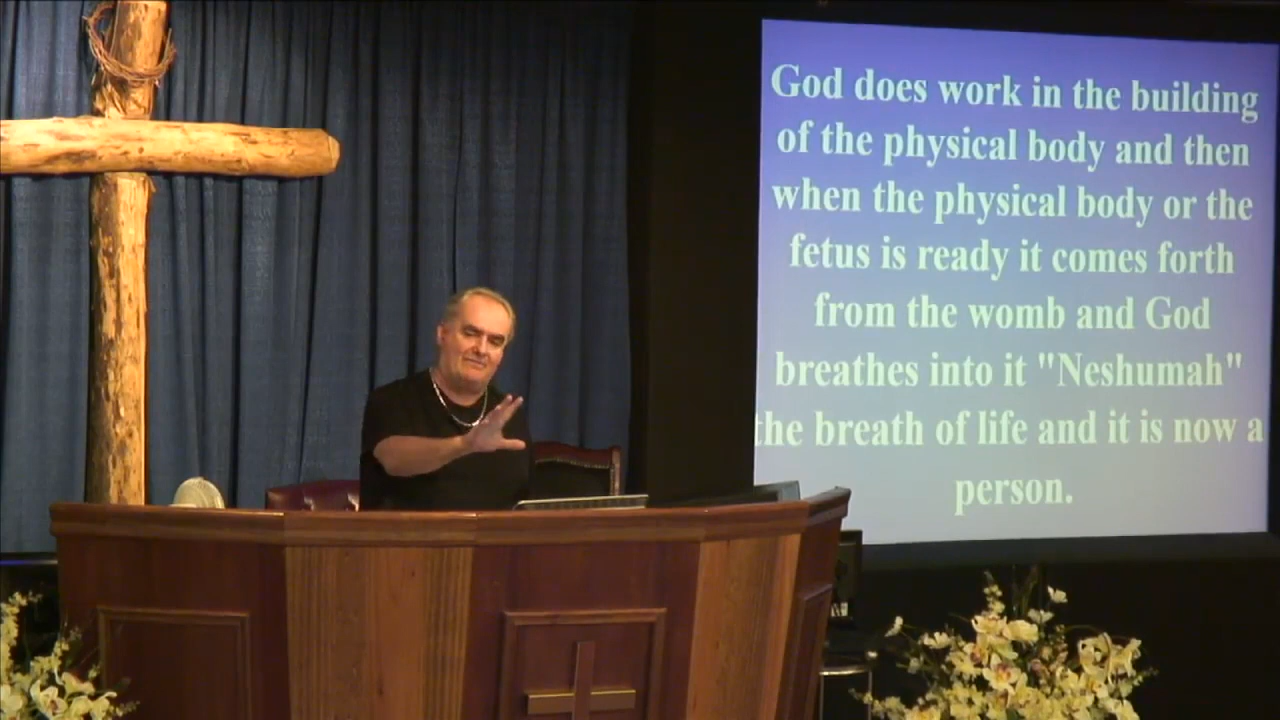 God does work in the building
of the physical body and then
when the physical body or the
fetus is ready it comes forth
from the womb and God
breathes into it "Neshumah"
the breath of life and it is now a
person.